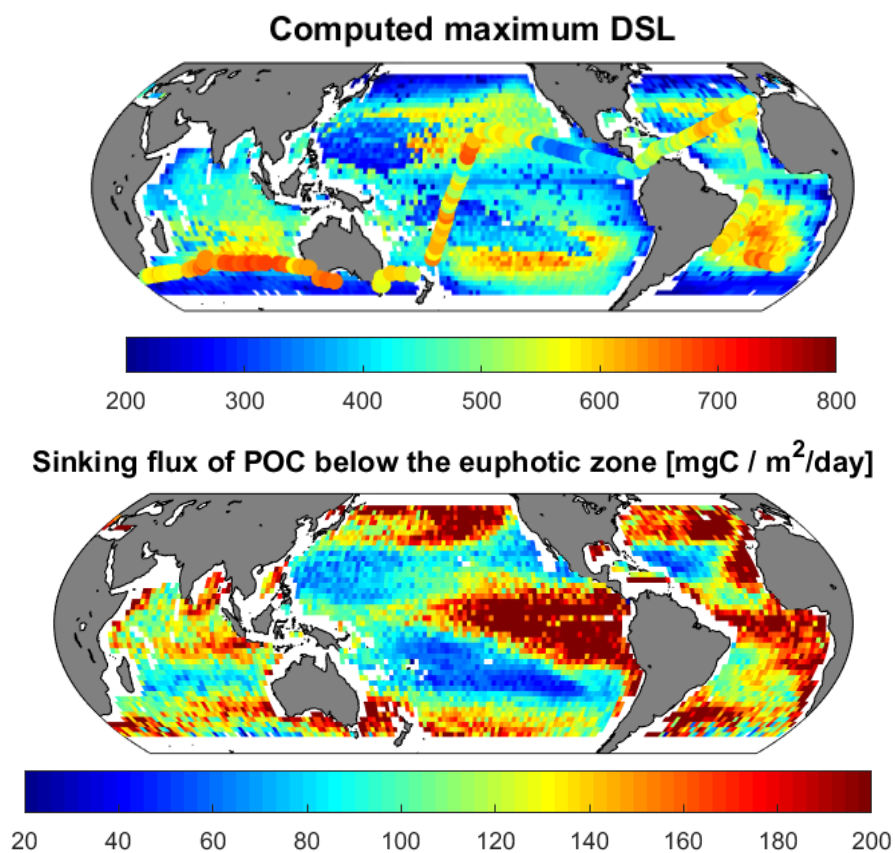 Computed maximum DSL
200 300 400 500 600 700 800
Sinking flux of POC below the euphotic zone [mgC / m²/day]
20 40 60 80 100 120 140 160 180 200